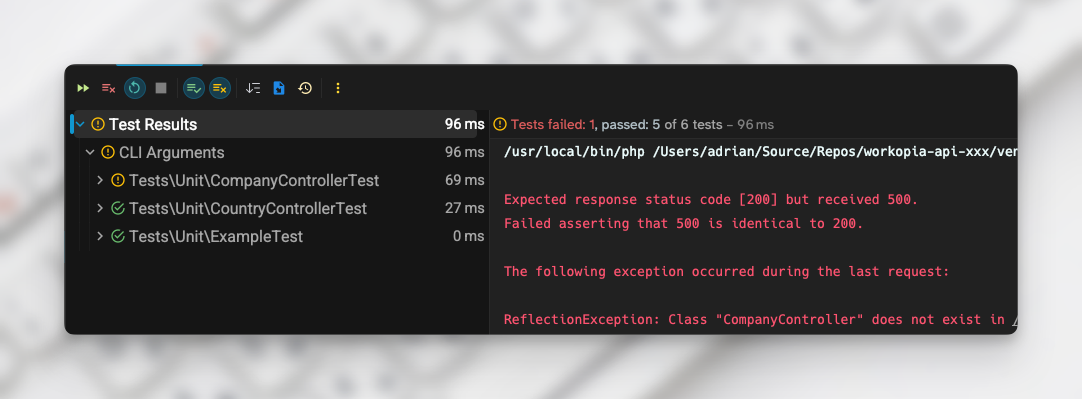 Test Results 96 ms
CLI Arguments 96 ms
Tests\Unit\CompanyControllerTest 69 ms
Tests\Unit\CountryControllerTest 27 ms
Tests\Unit\ExampleTest 0 ms
Tests failed: 1, passed: 5 of 6 tests – 96 ms
/usr/local/bin/php /Users/adrian/Source/Repos/workopia-api-xxx/ven
Expected response status code [200] but received 500.
Failed asserting that 500 is identical to 200.
The following exception occurred during the last request:
ReflectionException: Class "CompanyController" does not exist in /